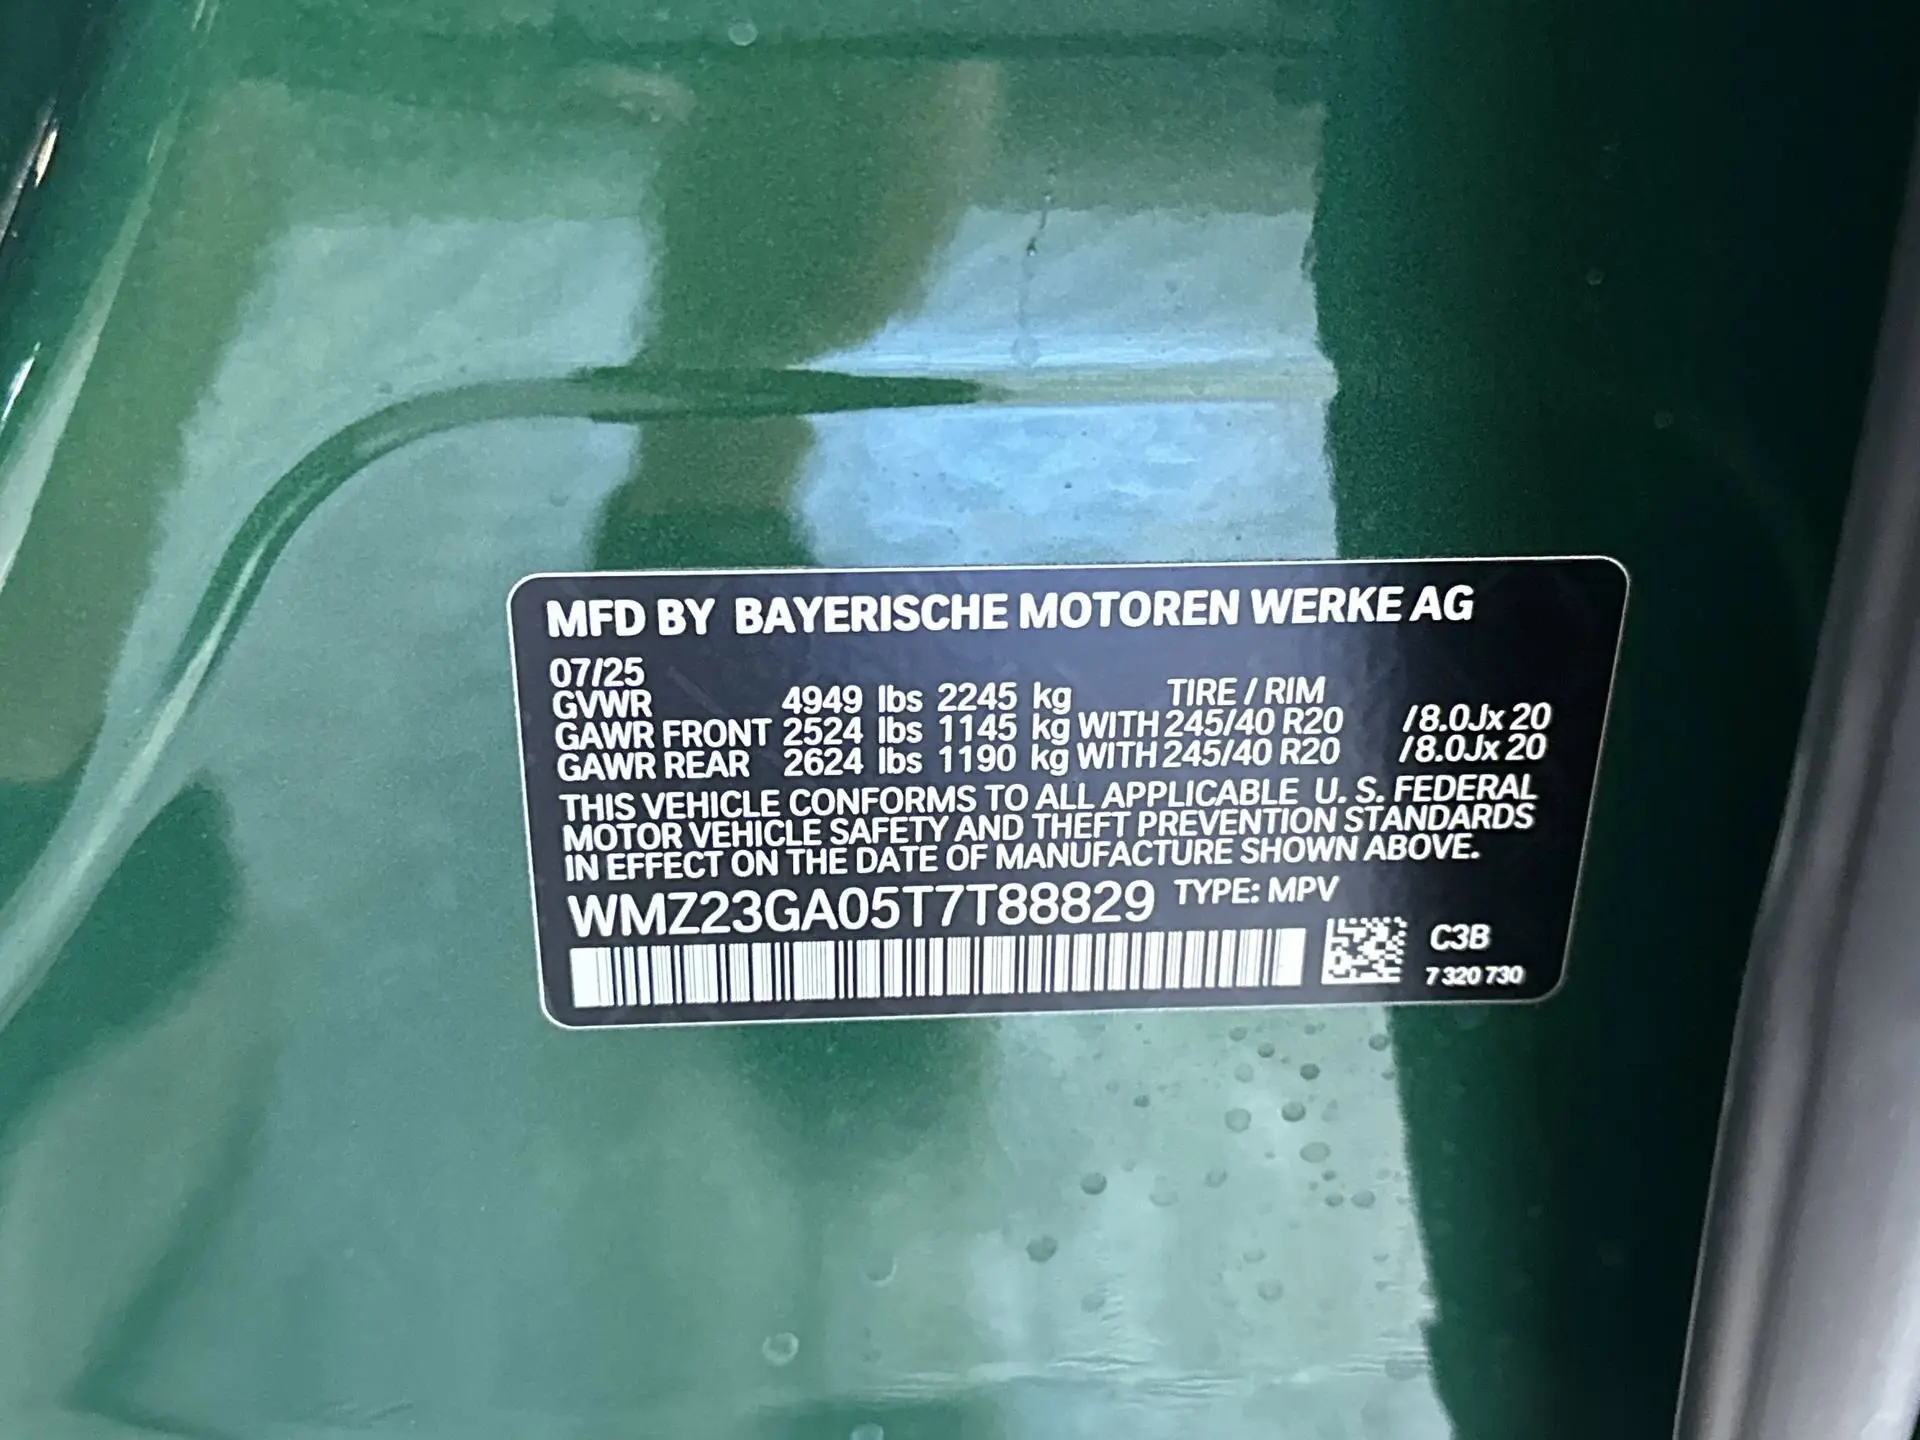 MFD BY BAYERISCHE MOTOREN WERKE AG
07/25
GVWR 4949 lbs 2245 kg TIRE / RIM
GAWR FRONT 2524 lbs 1145 kg WITH 245/40 R20 /8.0Jx 20
GAWR REAR 2624 lbs 1190 kg WITH 245/40 R20 /8.0Jx 20
THIS VEHICLE CONFORMS TO ALL APPLICABLE U. S. FEDERAL
MOTOR VEHICLE SAFETY AND THEFT PREVENTION STANDARDS
IN EFFECT ON THE DATE OF MANUFACTURE SHOWN ABOVE.
WMZ23GA05T7T88829 TYPE: MPV
C3B
7 320 730